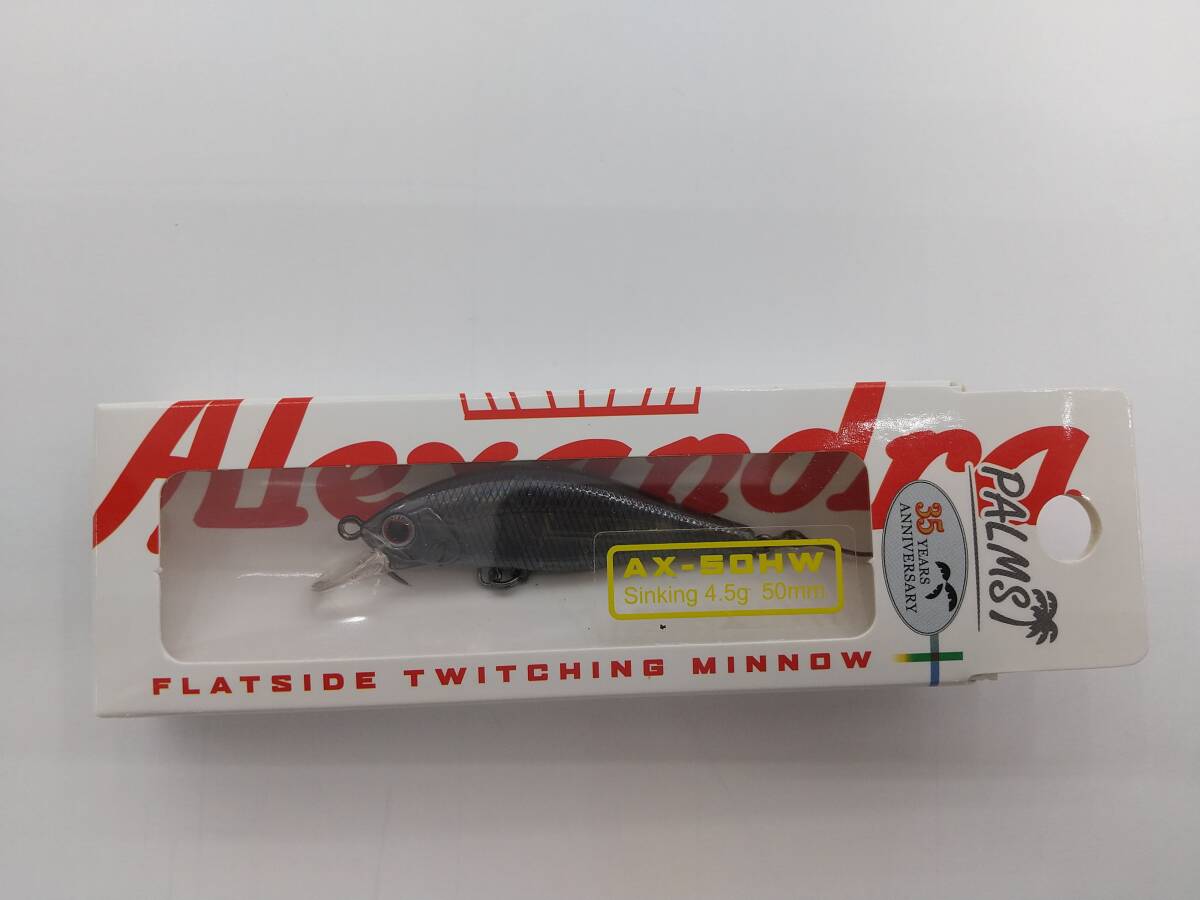 Alexandra
AX-50HW
Sinking 4.5g 50mm
FLATSIDE TWITCHING MINNOW
35
YEARS
ANNIVERSARY
PALMS